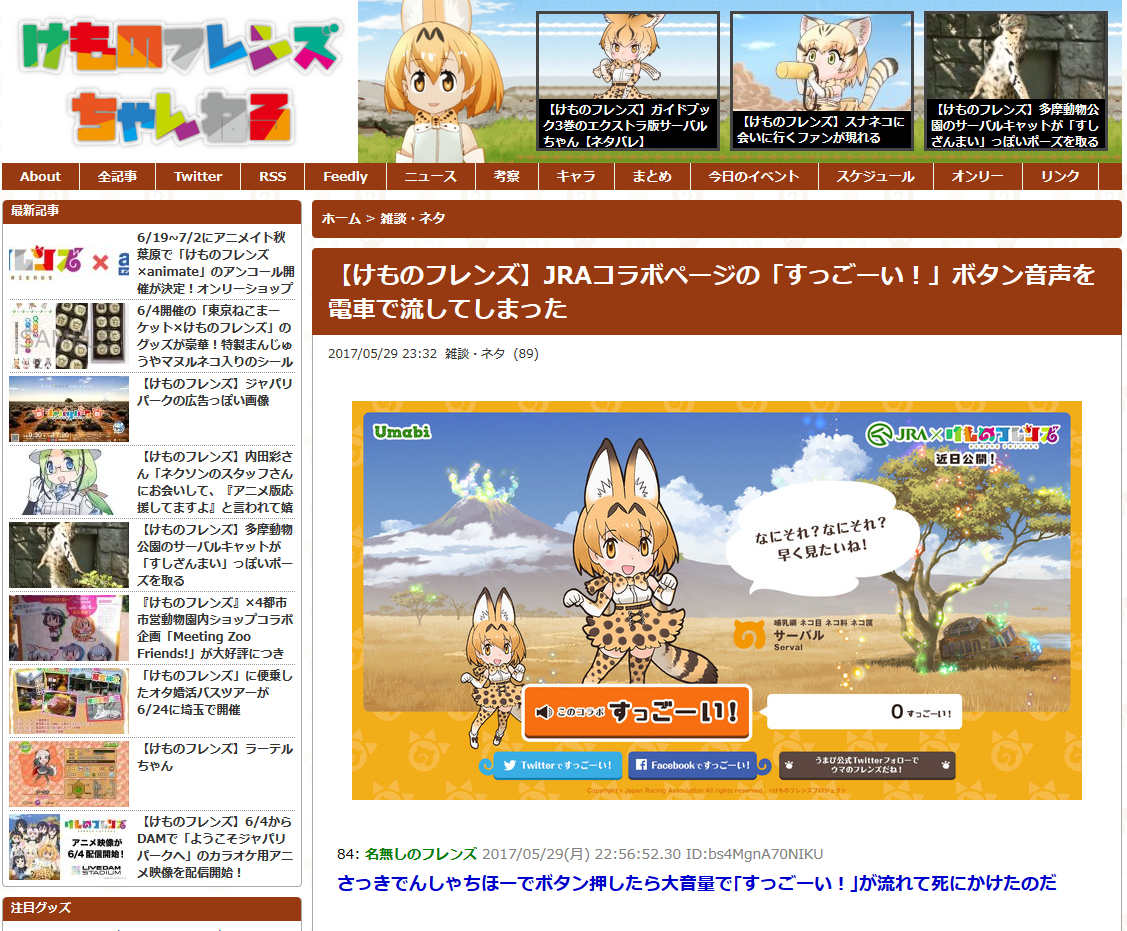 けものフレンズ
ちゃんねる
【けものフレンズ】ガイドブッ
ク3巻のエクストラ版サーバル
ちゃん【ネタバレ】
【けものフレンズ】スナネコに
会いに行くファンが現れる
【けものフレンズ】多摩動物公
園のサーバルキャットが「すし
ざんまい」っぽいポーズを取る
About 全記事 Twitter RSS Feedly ニュース 考察 キャラ まとめ 今日のイベント スケジュール オンリー リンク
最新記事
6/19~7/2にアニメイト秋
葉原で「けものフレンズ
×animate」のアンコール開
催が決定！オンリーショップ
6/4開催の「東京ねこまー
ケット×けものフレンズ」の
グッズが豪華！特製まんじゅ
うやマヌルネコ入りのシール
【けものフレンズ】ジャパリ
パークの広告っぽい画像
【けものフレンズ】内田彩さ
ん「ネクソンのスタッフさん
にお会いして、『アニメ版応
援してますよ』と言われて嬉
【けものフレンズ】多摩動物
公園のサーバルキャットが
「すしざんまい」っぽいポー
ズを取る
『けものフレンズ』×4都市
市営動物園内ショップコラボ
企画「Meeting Zoo
Friends!」が大好評につき
「けものフレンズ」に便乗し
たオタ婚活バスツアーが
6/24に埼玉で開催
【けものフレンズ】ラーテル
ちゃん
けものフレンズ
アニメ映像が
6/4配信開始！
LIVEDAM
STADIUM
【けものフレンズ】6/4から
DAMで「ようこそジャパリ
パークへ」のカラオケ用アニ
メ映像を配信開始！
注目グッズ
ホーム > 雑談・ネタ
【けものフレンズ】JRAコラボページの「すっごーい！」ボタン音声を
電車で流してしまった
2017/05/29 23:32 雑談・ネタ (89)
Umabi
JRA×けものフレンズ
近日公開！
なにそれ？なにそれ？
早く見たいね！
哺乳綱 ネコ目 ネコ科 ネコ属
サーバル
Serval
このコラボ すっごーい！
0 すっごーい！
Twitterですっごーい！
Facebookですっごーい！
うまび公式Twitterフォローで
ウマのフレンズだね！
Copyright© Japan Racing Association All rights reserved. ©けものフレンズプロジェクト
84: 名無しのフレンズ 2017/05/29(月) 22:56:52.30 ID:bs4MgnA70NIKU
さっきでんしゃちほーでボタン押したら大音量で｢すっごーい！｣が流れて死にかけたのだ